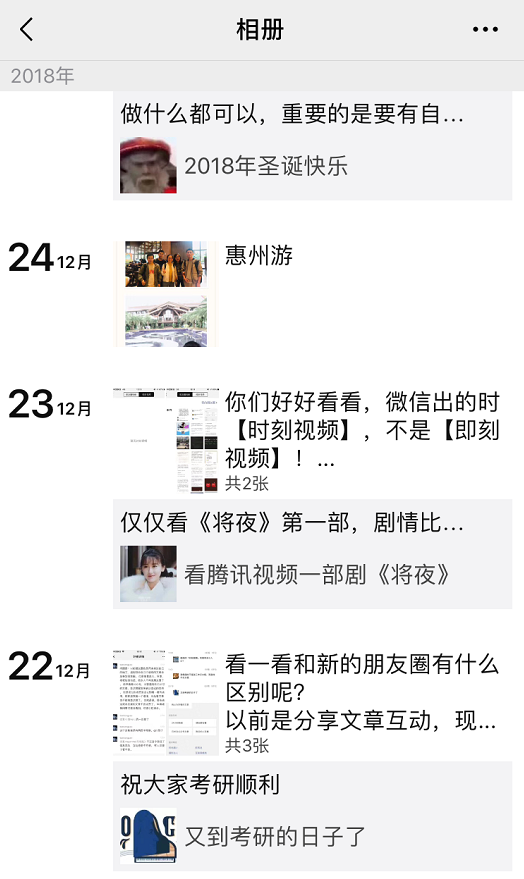 相册
2018年
做什么都可以，重要的是要有自...
2018年圣诞快乐
24 12月
惠州游
23 12月
你们好好看看，微信出的时
【时刻视频】，不是【即刻
视频】！...
共2张
仅仅看《将夜》第一部，剧情比...
看腾讯视频一部剧《将夜》
22 12月
看一看和新的朋友圈有什么
区别呢?
以前是分享文章互动，现...
共3张
祝大家考研顺利
又到考研的日子了